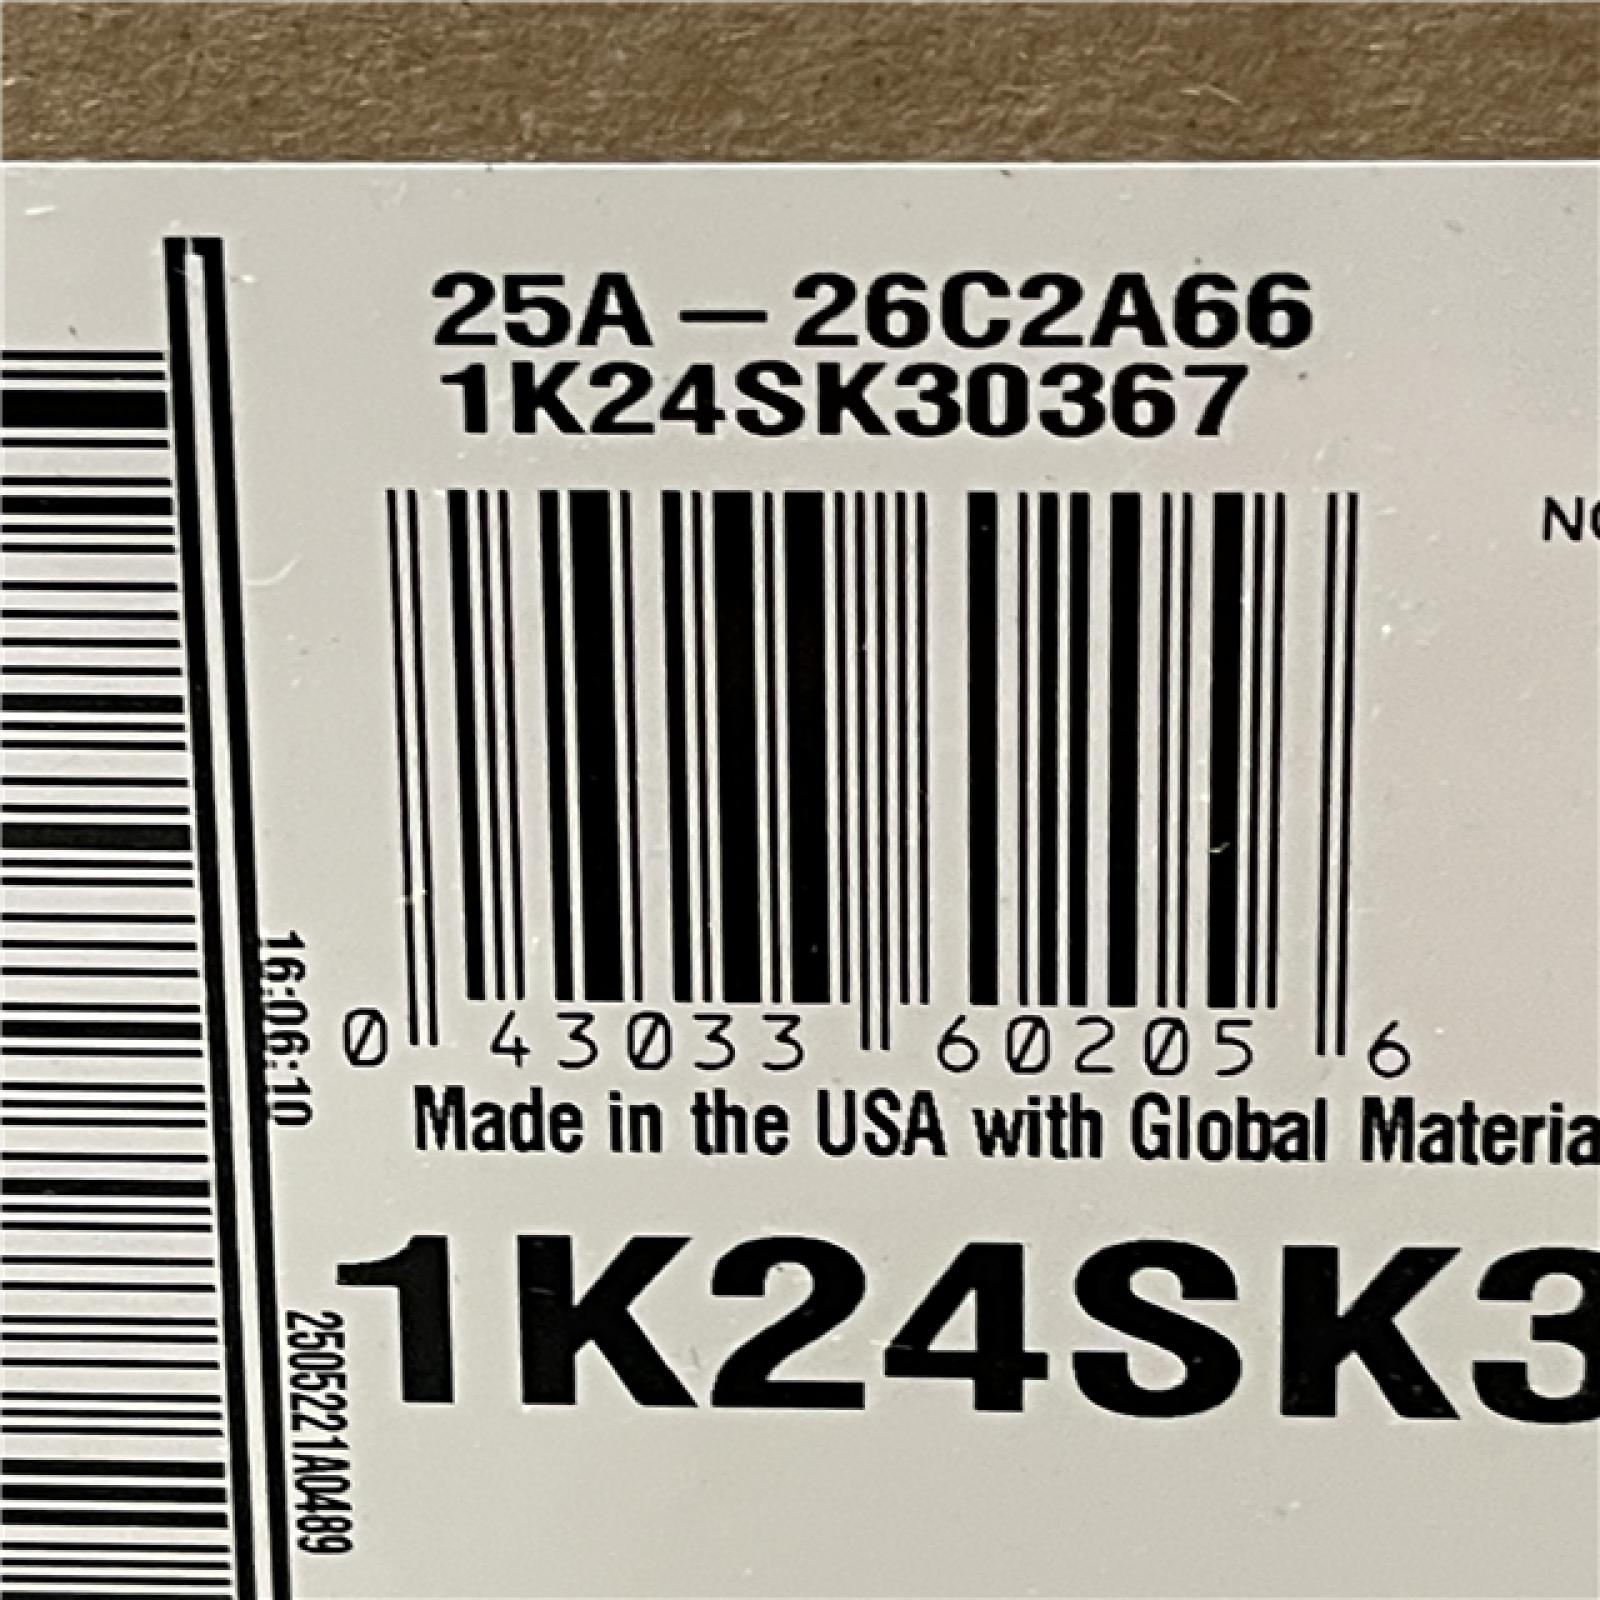 25A — 26C2A66
1K24SK30367
NO
0 43033 60205 6
Made in the USA with Global Materia
1K24SK3
16:06:10
2505221A0489